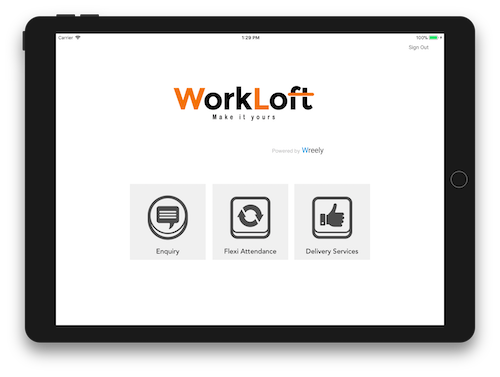 Carrier 1:29 PM 100%
Sign Out
WorkLoft
Make it yours
Powered by Wreely
Enquiry Flexi Attendance Delivery Services